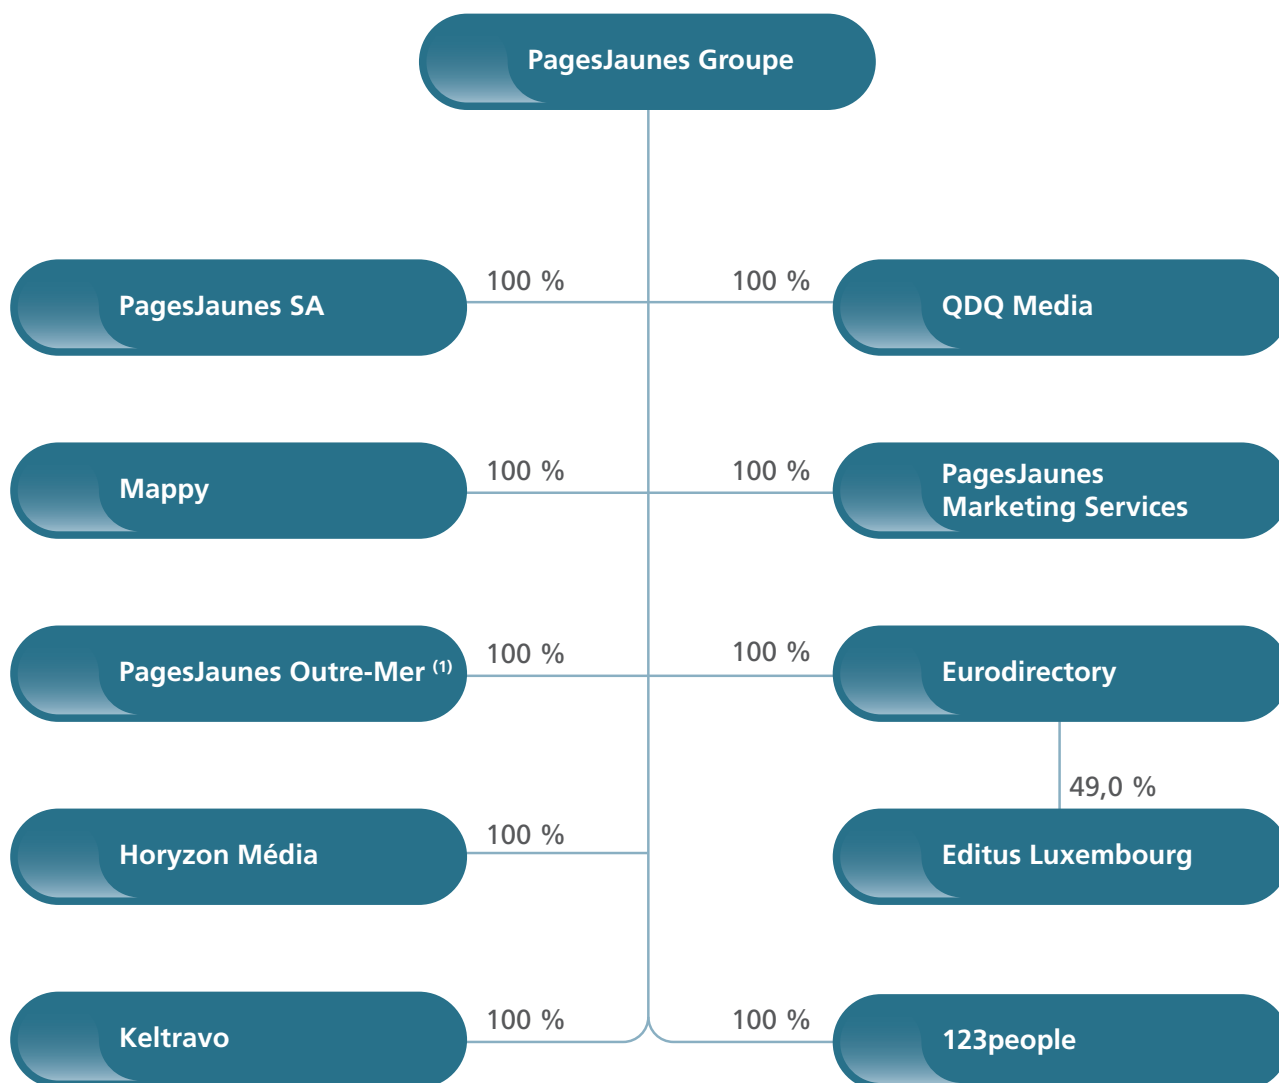 PagesJaunes Groupe
100 %
100 %
PagesJaunes SA
QDQ Media
100 %
100 %
Mappy
PagesJaunes
Marketing Services
100 %
100 %
PagesJaunes Outre-Mer (1)
Eurodirectory
49,0 %
100 %
Horyzon Média
Editus Luxembourg
100 %
100 %
Keltravo
123people